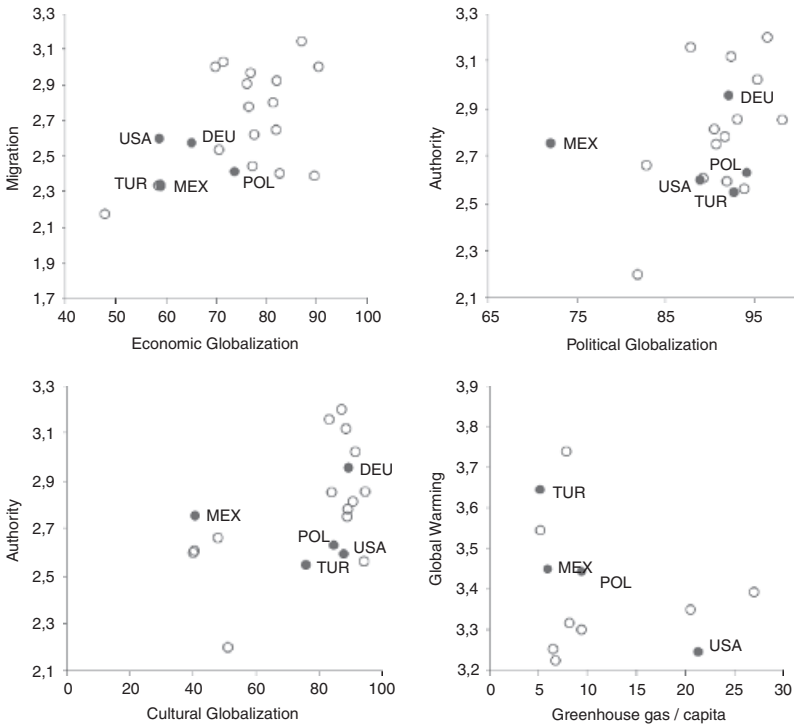 3,3
3,1
2,9
2,7
2,5
2,3
2,1
1,9
1,7
Migration
USA
DEU
TUR
MEX
POL
40 50 60 70 80 90 100
Economic Globalization
3,3
3,1
2,9
2,7
2,5
2,3
2,1
Authority
DEU
MEX
POL
USA
TUR
65 75 85 95
Political Globalization
3,3
3,1
2,9
2,7
2,5
2,3
2,1
Authority
DEU
MEX
POL
USA
TUR
0 20 40 60 80 100
Cultural Globalization
3,9
3,8
3,7
3,6
3,5
3,4
3,3
3,2
Global Warming
TUR
MEX
POL
USA
0 5 10 15 20 25 30
Greenhouse gas / capita